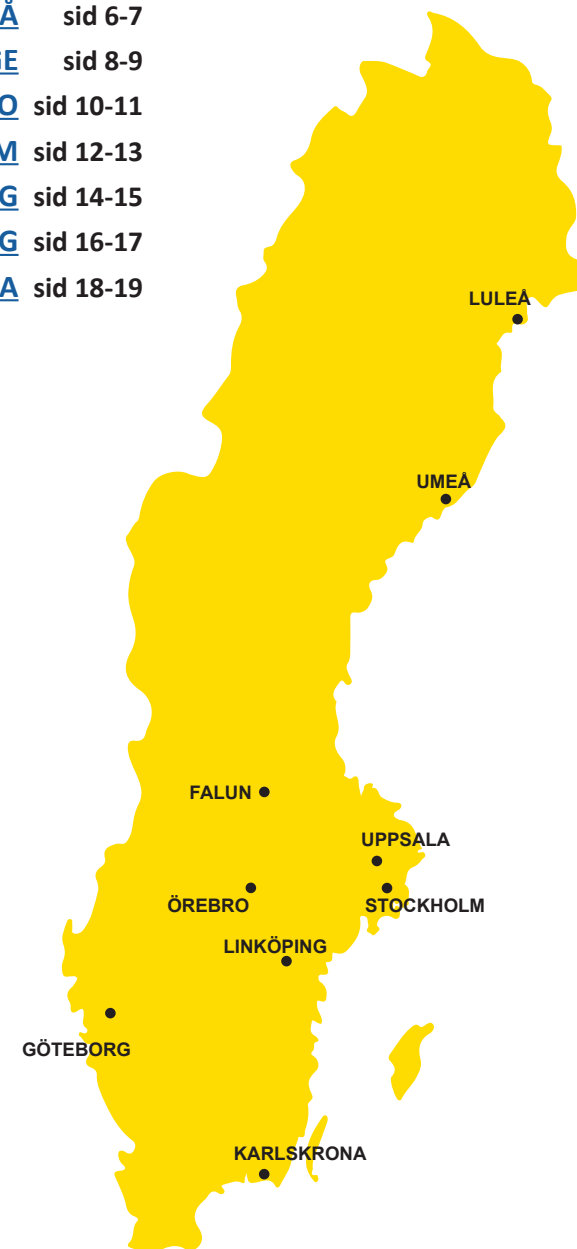 Å sid 6-7
GE sid 8-9
O sid 10-11
M sid 12-13
G sid 14-15
G sid 16-17
A sid 18-19
LULEÅ
UMEÅ
FALUN
UPPSALA
ÖREBRO
STOCKHOLM
LINKÖPING
GÖTEBORG
KARLSKRONA